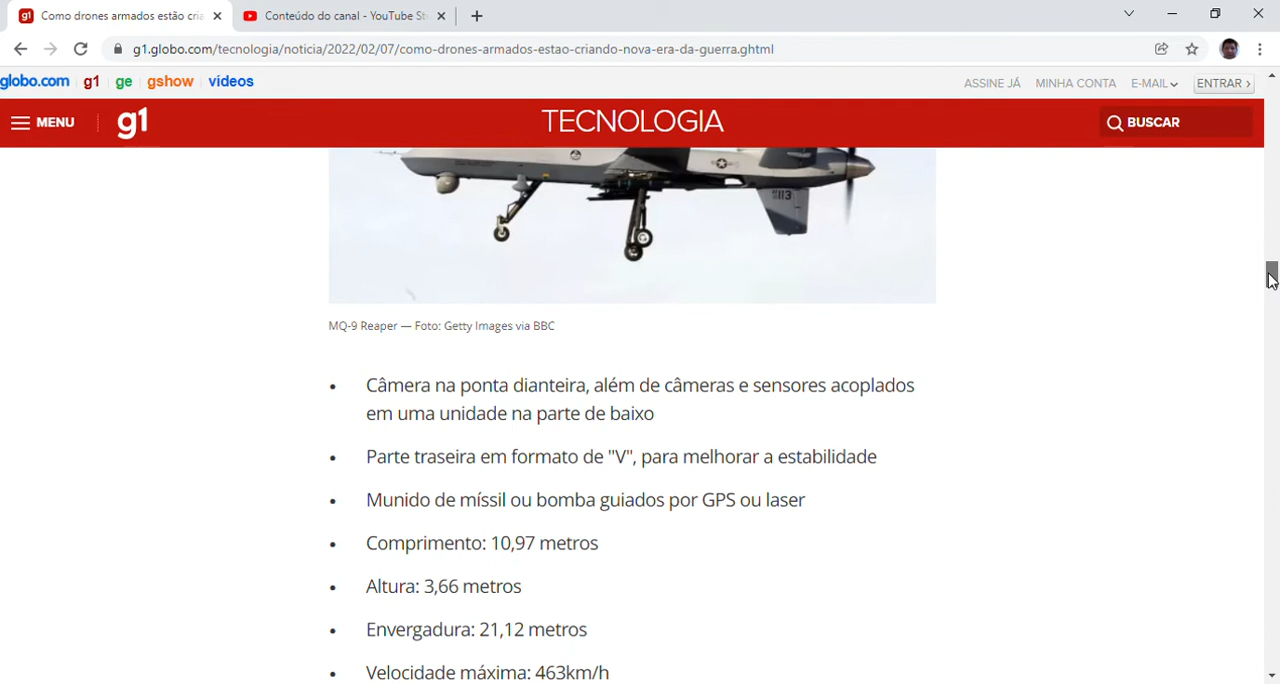 Como drones armados estão cria
Conteúdo do canal - YouTube St
g1.globo.com/tecnologia/noticia/2022/02/07/como-drones-armados-estao-criando-nova-era-da-guerra.ghtml
globo.com g1 ge gshow vídeos ASSINE JÁ MINHA CONTA E-MAIL ENTRAR ›
MENU g1 TECNOLOGIA BUSCAR
113
MQ-9 Reaper — Foto: Getty Images via BBC
• Câmera na ponta dianteira, além de câmeras e sensores acoplados
em uma unidade na parte de baixo
• Parte traseira em formato de "V", para melhorar a estabilidade
• Munido de míssil ou bomba guiados por GPS ou laser
• Comprimento: 10,97 metros
• Altura: 3,66 metros
• Envergadura: 21,12 metros
• Velocidade máxima: 463km/h